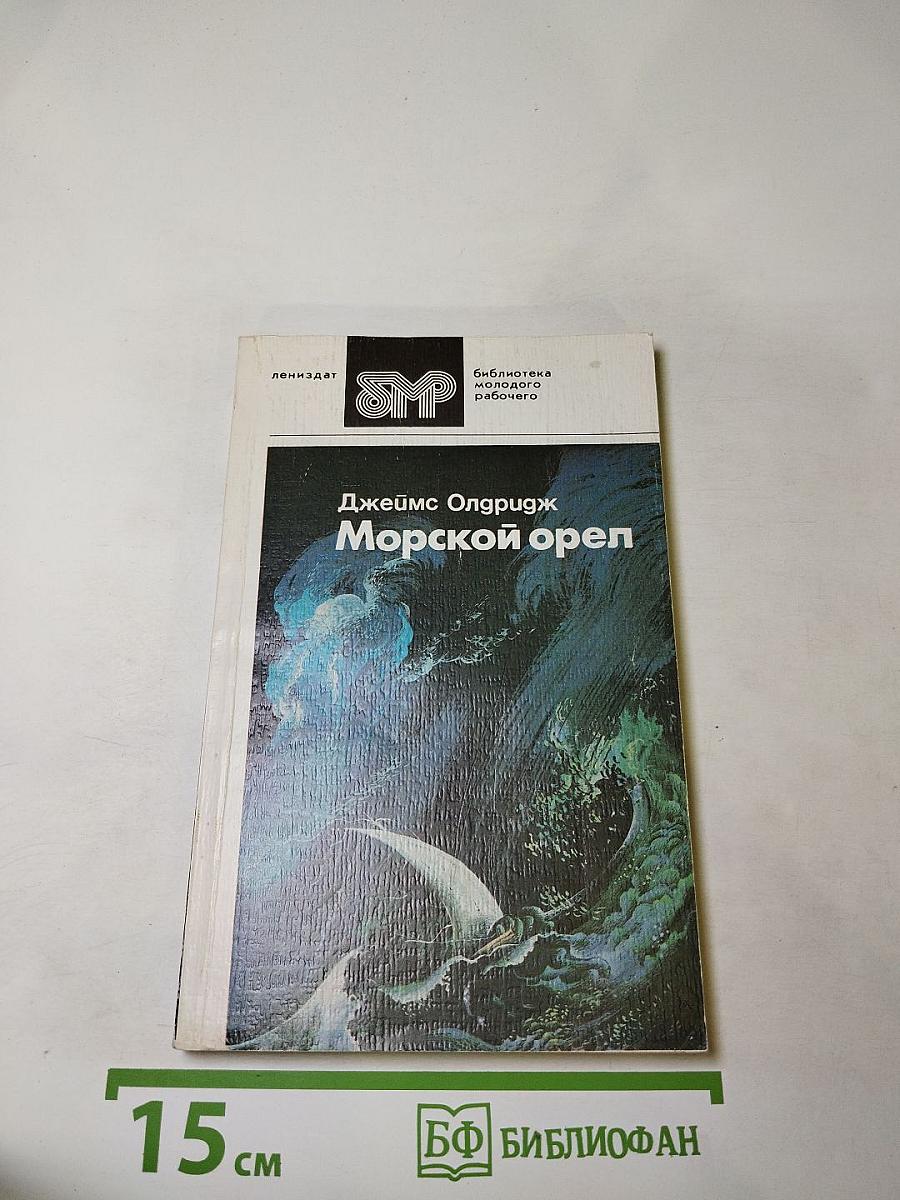 лениздат
бмр
библиотека
молодого
рабочего
Джеймс Олдридж
Морской орел
15 см
БФ БИБЛИОФАН